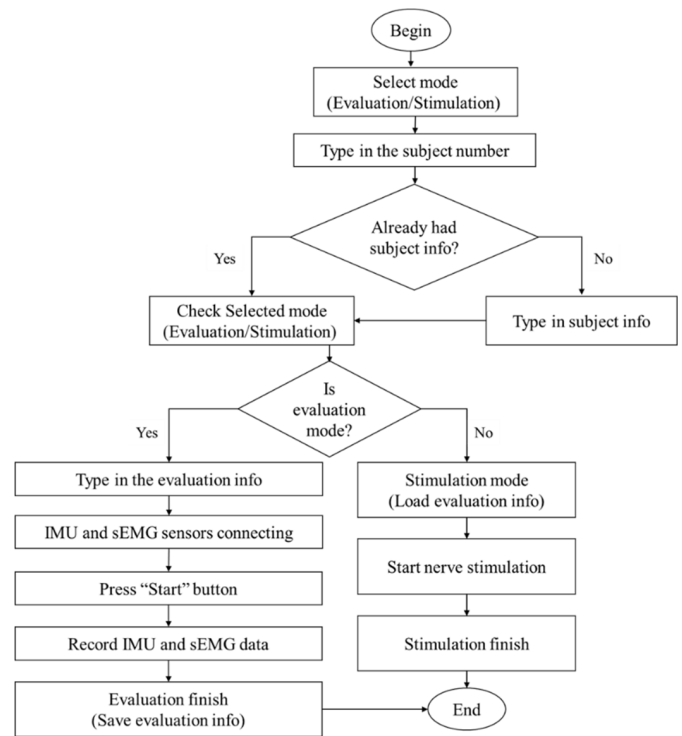 Begin
Select mode
(Evaluation/Stimulation)
Type in the subject number
Already had
subject info?
Yes
No
Check Selected mode
(Evaluation/Stimulation)
Type in subject info
Is
evaluation
mode?
Yes
No
Type in the evaluation info
IMU and sEMG sensors connecting
Press “Start” button
Record IMU and sEMG data
Evaluation finish
(Save evaluation info)
Stimulation mode
(Load evaluation info)
Start nerve stimulation
Stimulation finish
End